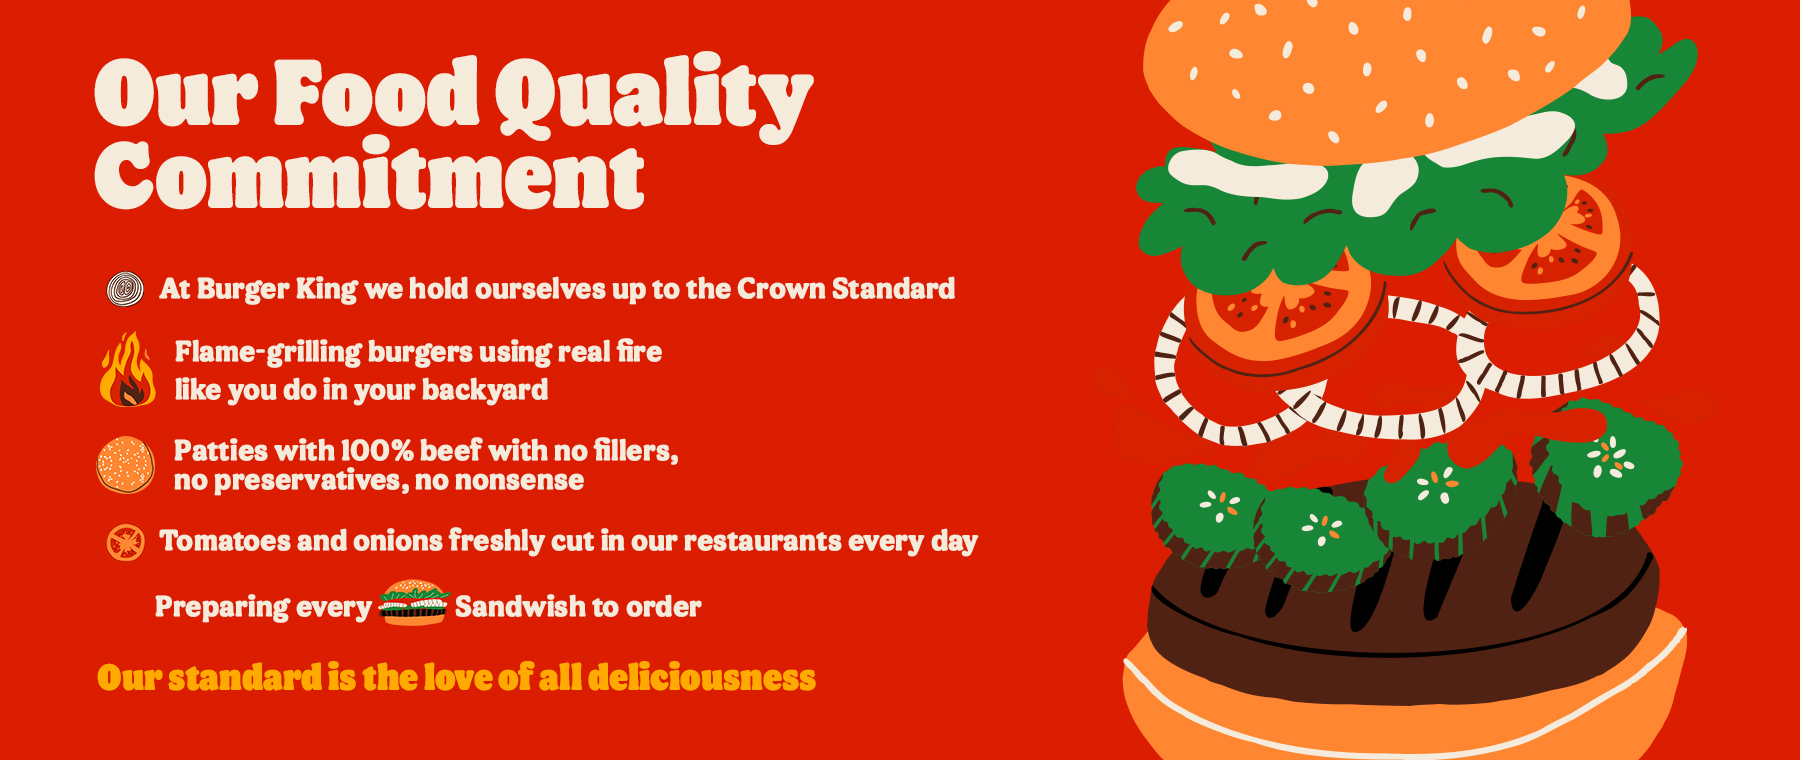 Our Food Quality
Commitment
At Burger King we hold ourselves up to the Crown Standard
Flame-grilling burgers using real fire
like you do in your backyard
Patties with 100% beef with no fillers,
no preservatives, no nonsense
Tomatoes and onions freshly cut in our restaurants every day
Preparing every Sandwish to order
Our standard is the love of all deliciousness